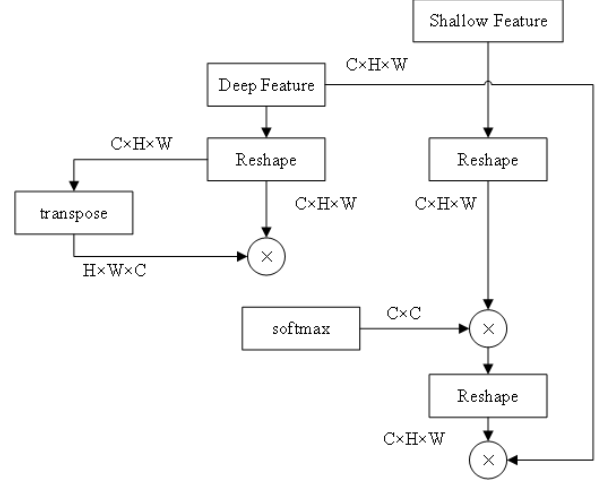 Shallow Feature
C×H×W
Deep Feature
C×H×W
Reshape
Reshape
transpose
C×H×W
C×H×W
×
H×W×C
C×C
softmax
×
Reshape
C×H×W
×